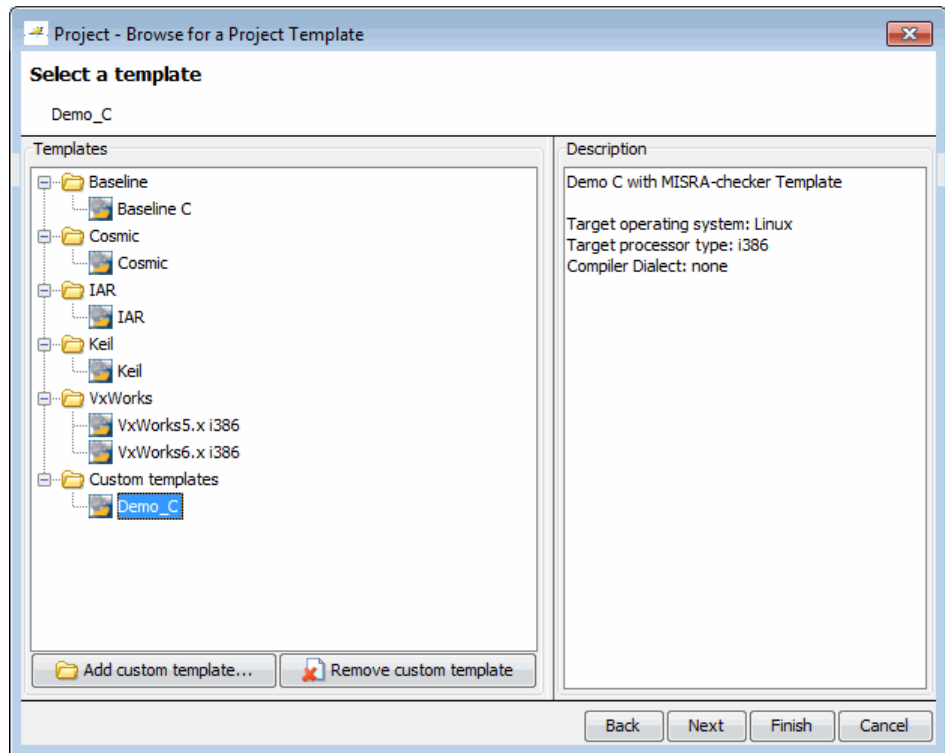 Project - Browse for a Project Template
Select a template
Demo_C
Templates
Baseline
Baseline C
Cosmic
Cosmic
IAR
IAR
Keil
Keil
VxWorks
VxWorks5.x i386
VxWorks6.x i386
Custom templates
Demo_C
Add custom template...
Remove custom template
Description
Demo C with MISRA-checker Template
Target operating system: Linux
Target processor type: i386
Compiler Dialect: none
Back
Next
Finish
Cancel